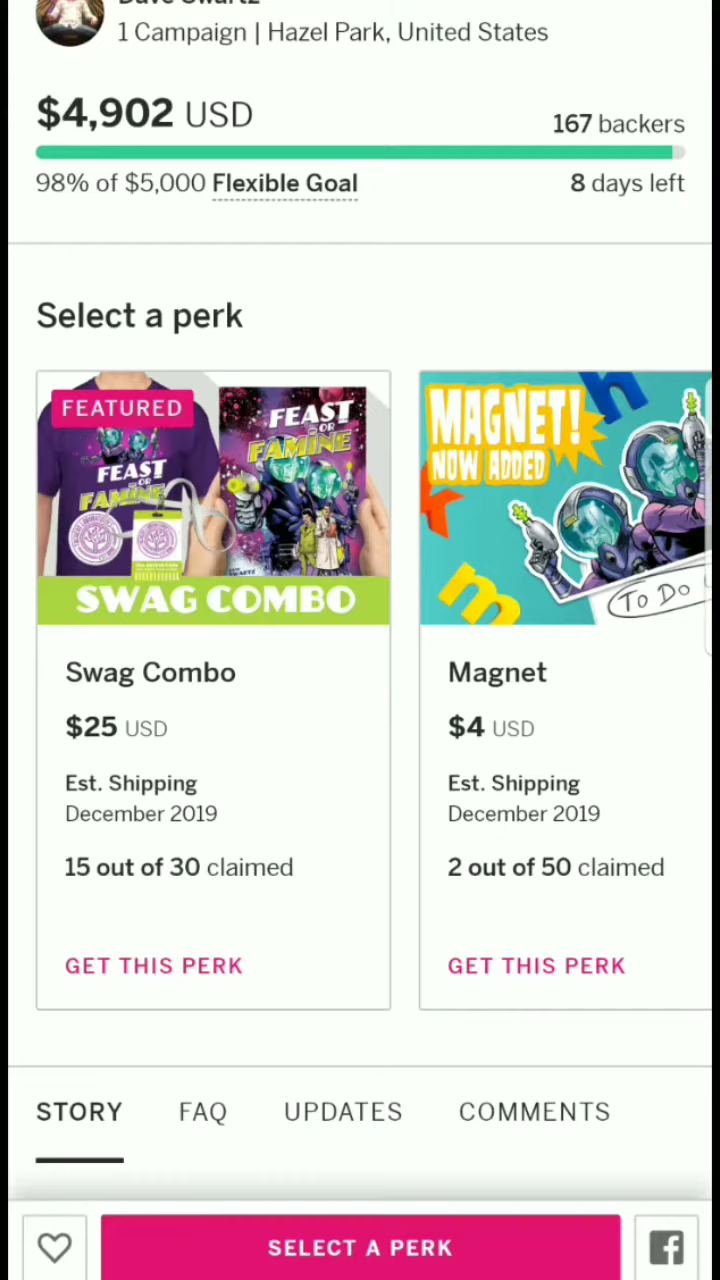 Dave Swartz
1 Campaign | Hazel Park, United States
$4,902 USD
167 backers
98% of $5,000 Flexible Goal
8 days left
Select a perk
FEATURED
FEAST
OR
FAMINE
FEAST
OR
FAMINE
SWARTZ
SWAG COMBO
MAGNET!
NOW ADDED
TO DO
Swag Combo
$25 USD
Est. Shipping
December 2019
15 out of 30 claimed
GET THIS PERK
Magnet
$4 USD
Est. Shipping
December 2019
2 out of 50 claimed
GET THIS PERK
STORY
FAQ
UPDATES
COMMENTS
SELECT A PERK